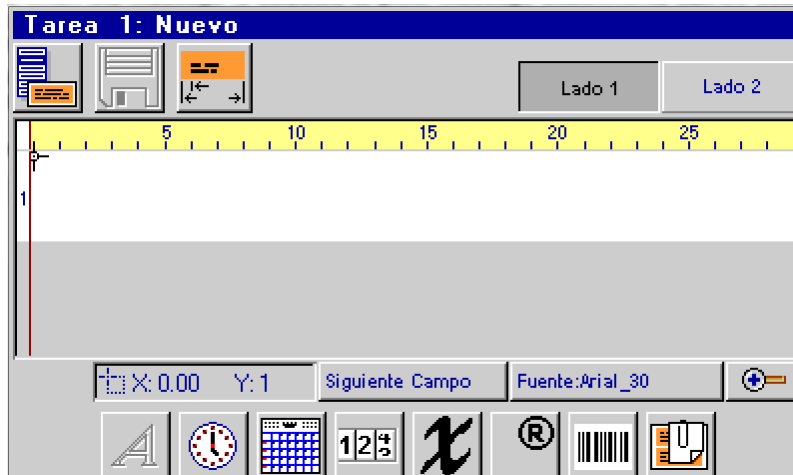 Tarea 1: Nuevo
Lado 1 Lado 2
5 10 15 20 25
1
X: 0.00 Y: 1 Siguiente Campo Fuente:Arial_30
A 123 x ®